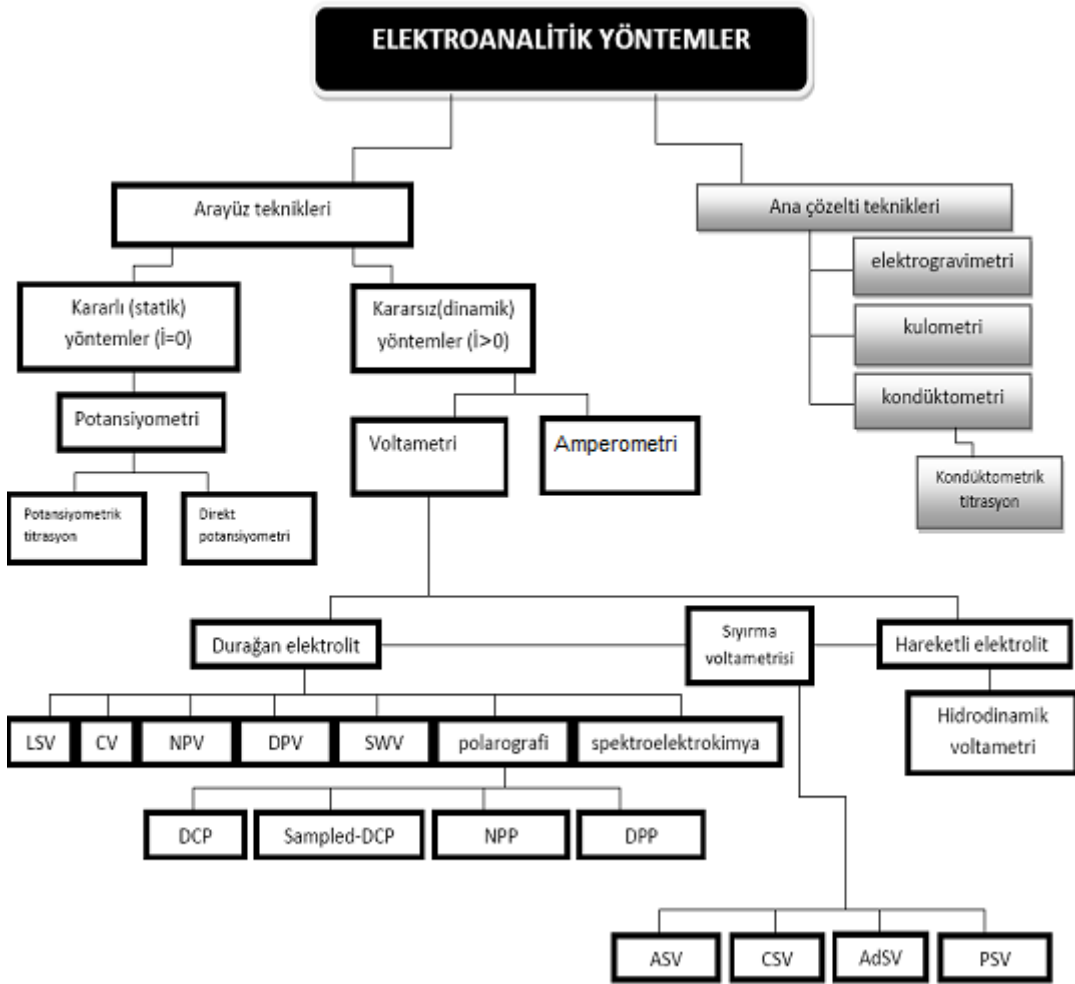 ELEKTROANALİTİK YÖNTEMLER
Arayüz teknikleri
Ana çözelti teknikleri
elektrogravimetri
kulometri
kondüktometri
Kondüktometrik
titrasyon
Kararlı (statik)
yöntemler (İ=0)
Kararsız(dinamik)
yöntemler (İ>0)
Potansiyometri
Voltametri
Amperometri
Potansiyometrik
titrasyon
Direkt
potansiyometri
Durağan elektrolit
Sıyırma
voltametrisi
Hareketli elektrolit
Hidrodinamik
voltametri
LSV
CV
NPV
DPV
SWV
polarografi
spektroelektrokimya
DCP
Sampled-DCP
NPP
DPP
ASV
CSV
AdSV
PSV